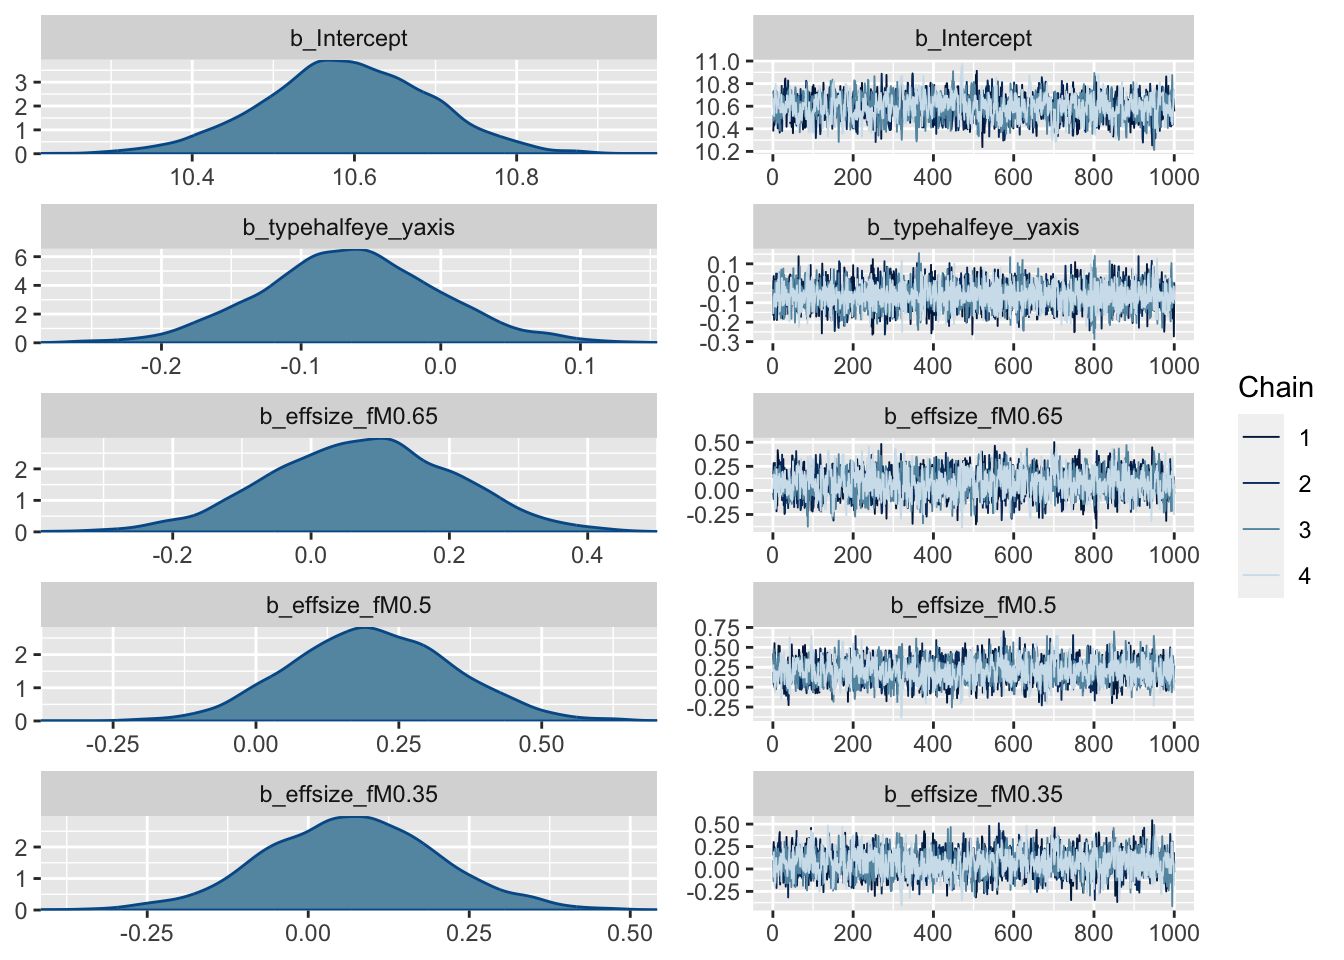 b_Intercept
3
2
1
0
10.4 10.6 10.8
b_Intercept
11.0
10.8
10.6
10.4
10.2
0 200 400 600 800 1000
b_typehalfeye_yaxis
6
4
2
0
-0.2 -0.1 0.0 0.1
b_typehalfeye_yaxis
0.1
0.0
-0.1
-0.2
-0.3
0 200 400 600 800 1000
b_effsize_fM0.65
2
1
0
-0.2 0.0 0.2 0.4
b_effsize_fM0.65
0.50
0.25
0.00
-0.25
0 200 400 600 800 1000
b_effsize_fM0.5
2
1
0
-0.25 0.00 0.25 0.50
b_effsize_fM0.5
0.75
0.50
0.25
0.00
-0.25
0 200 400 600 800 1000
b_effsize_fM0.35
2
1
0
-0.25 0.00 0.25 0.50
b_effsize_fM0.35
0.50
0.25
0.00
-0.25
0 200 400 600 800 1000
Chain
1
2
3
4